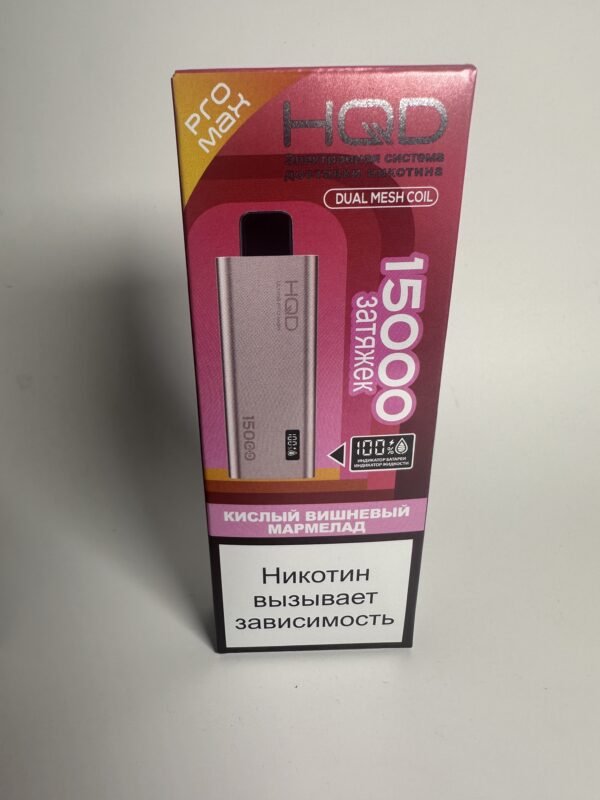 Pro
Max
HQD
Электронная система
доставки никотина
DUAL MESH COIL
15000
затяжек
HQD
15000
100%
100%
ИНДИКАТОР БАТАРЕИ
ИНДИКАТОР ЖИДКОСТИ
КИСЛЫЙ ВИШНЕВЫЙ
МАРМЕЛАД
Никотин
вызывает
зависимость